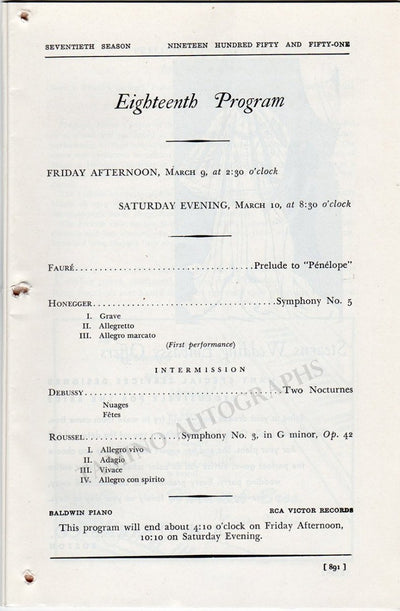 SEVENTIETH SEASON NINETEEN HUNDRED FIFTY AND FIFTY-ONE
Eighteenth Program
FRIDAY AFTERNOON, MARCH 9, at 2:30 o'clock
SATURDAY EVENING, MARCH 10, at 8:30 o'clock
FAURÉ..............................Prelude to "Pénélope"
HONEGGER..............................Symphony No. 5
I. Grave
II. Allegretto
III. Allegro marcato
(First performance)
INTERMISSION
DEBUSSY..............................Two Nocturnes
Nuages
Fêtes
ROUSSEL..................Symphony No. 3, in G minor, Op. 42
I. Allegro vivo
II. Adagio
III. Vivace
IV. Allegro con spirito
BALDWIN PIANO RCA VICTOR RECORDS
This program will end about 4:10 o'clock on Friday Afternoon,
10:10 on Saturday Evening.
[ 891 ]
AUTOGRAPHS